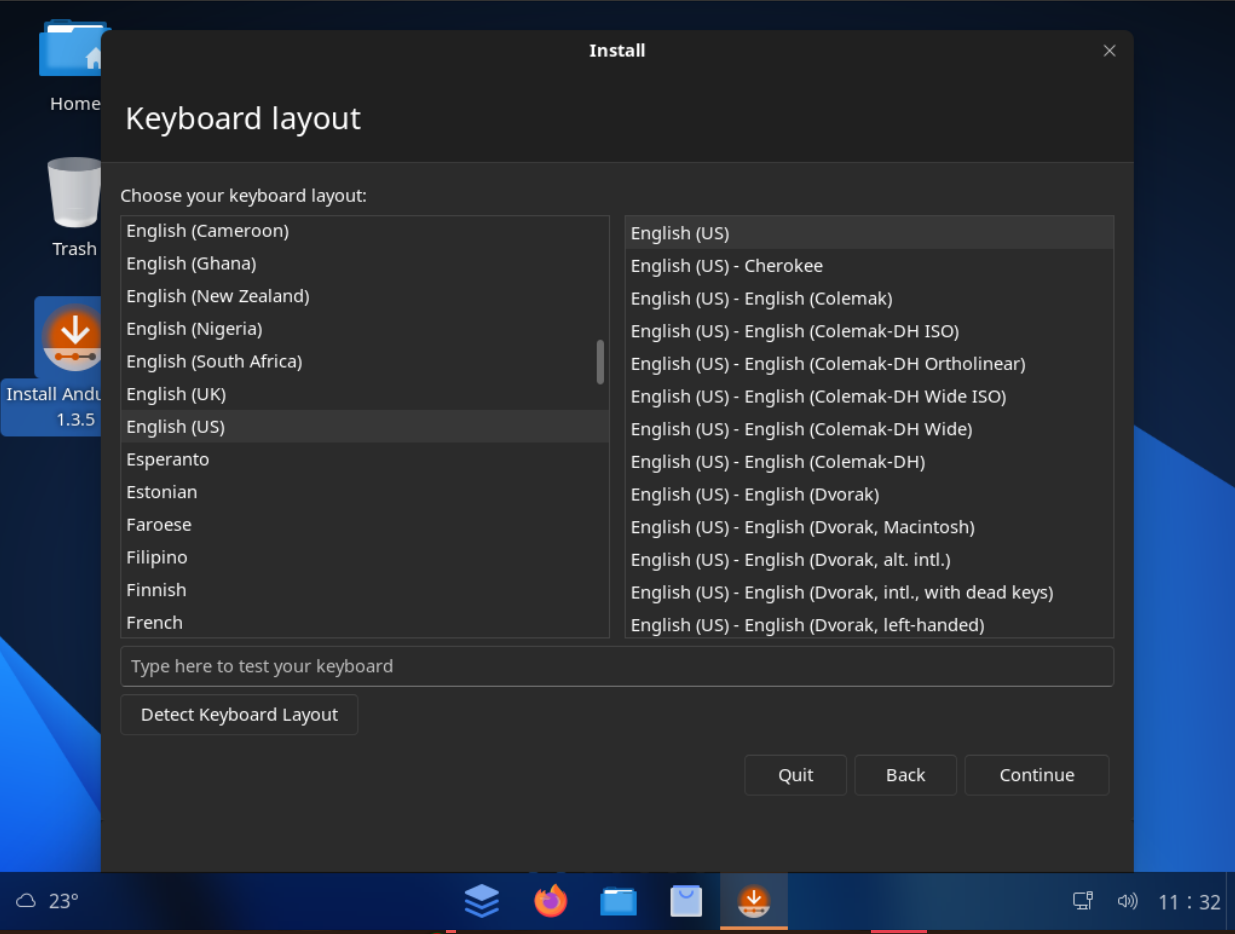 Home
Trash
Install Andu
1.3.5
Install
Keyboard layout
Choose your keyboard layout:
English (Cameroon)
English (Ghana)
English (New Zealand)
English (Nigeria)
English (South Africa)
English (UK)
English (US)
Esperanto
Estonian
Faroese
Filipino
Finnish
French
English (US)
English (US) - Cherokee
English (US) - English (Colemak)
English (US) - English (Colemak-DH ISO)
English (US) - English (Colemak-DH Ortholinear)
English (US) - English (Colemak-DH Wide ISO)
English (US) - English (Colemak-DH Wide)
English (US) - English (Colemak-DH)
English (US) - English (Dvorak)
English (US) - English (Dvorak, Macintosh)
English (US) - English (Dvorak, alt. intl.)
English (US) - English (Dvorak, intl., with dead keys)
English (US) - English (Dvorak, left-handed)
Type here to test your keyboard
Detect Keyboard Layout
Quit
Back
Continue
23°
11 : 32